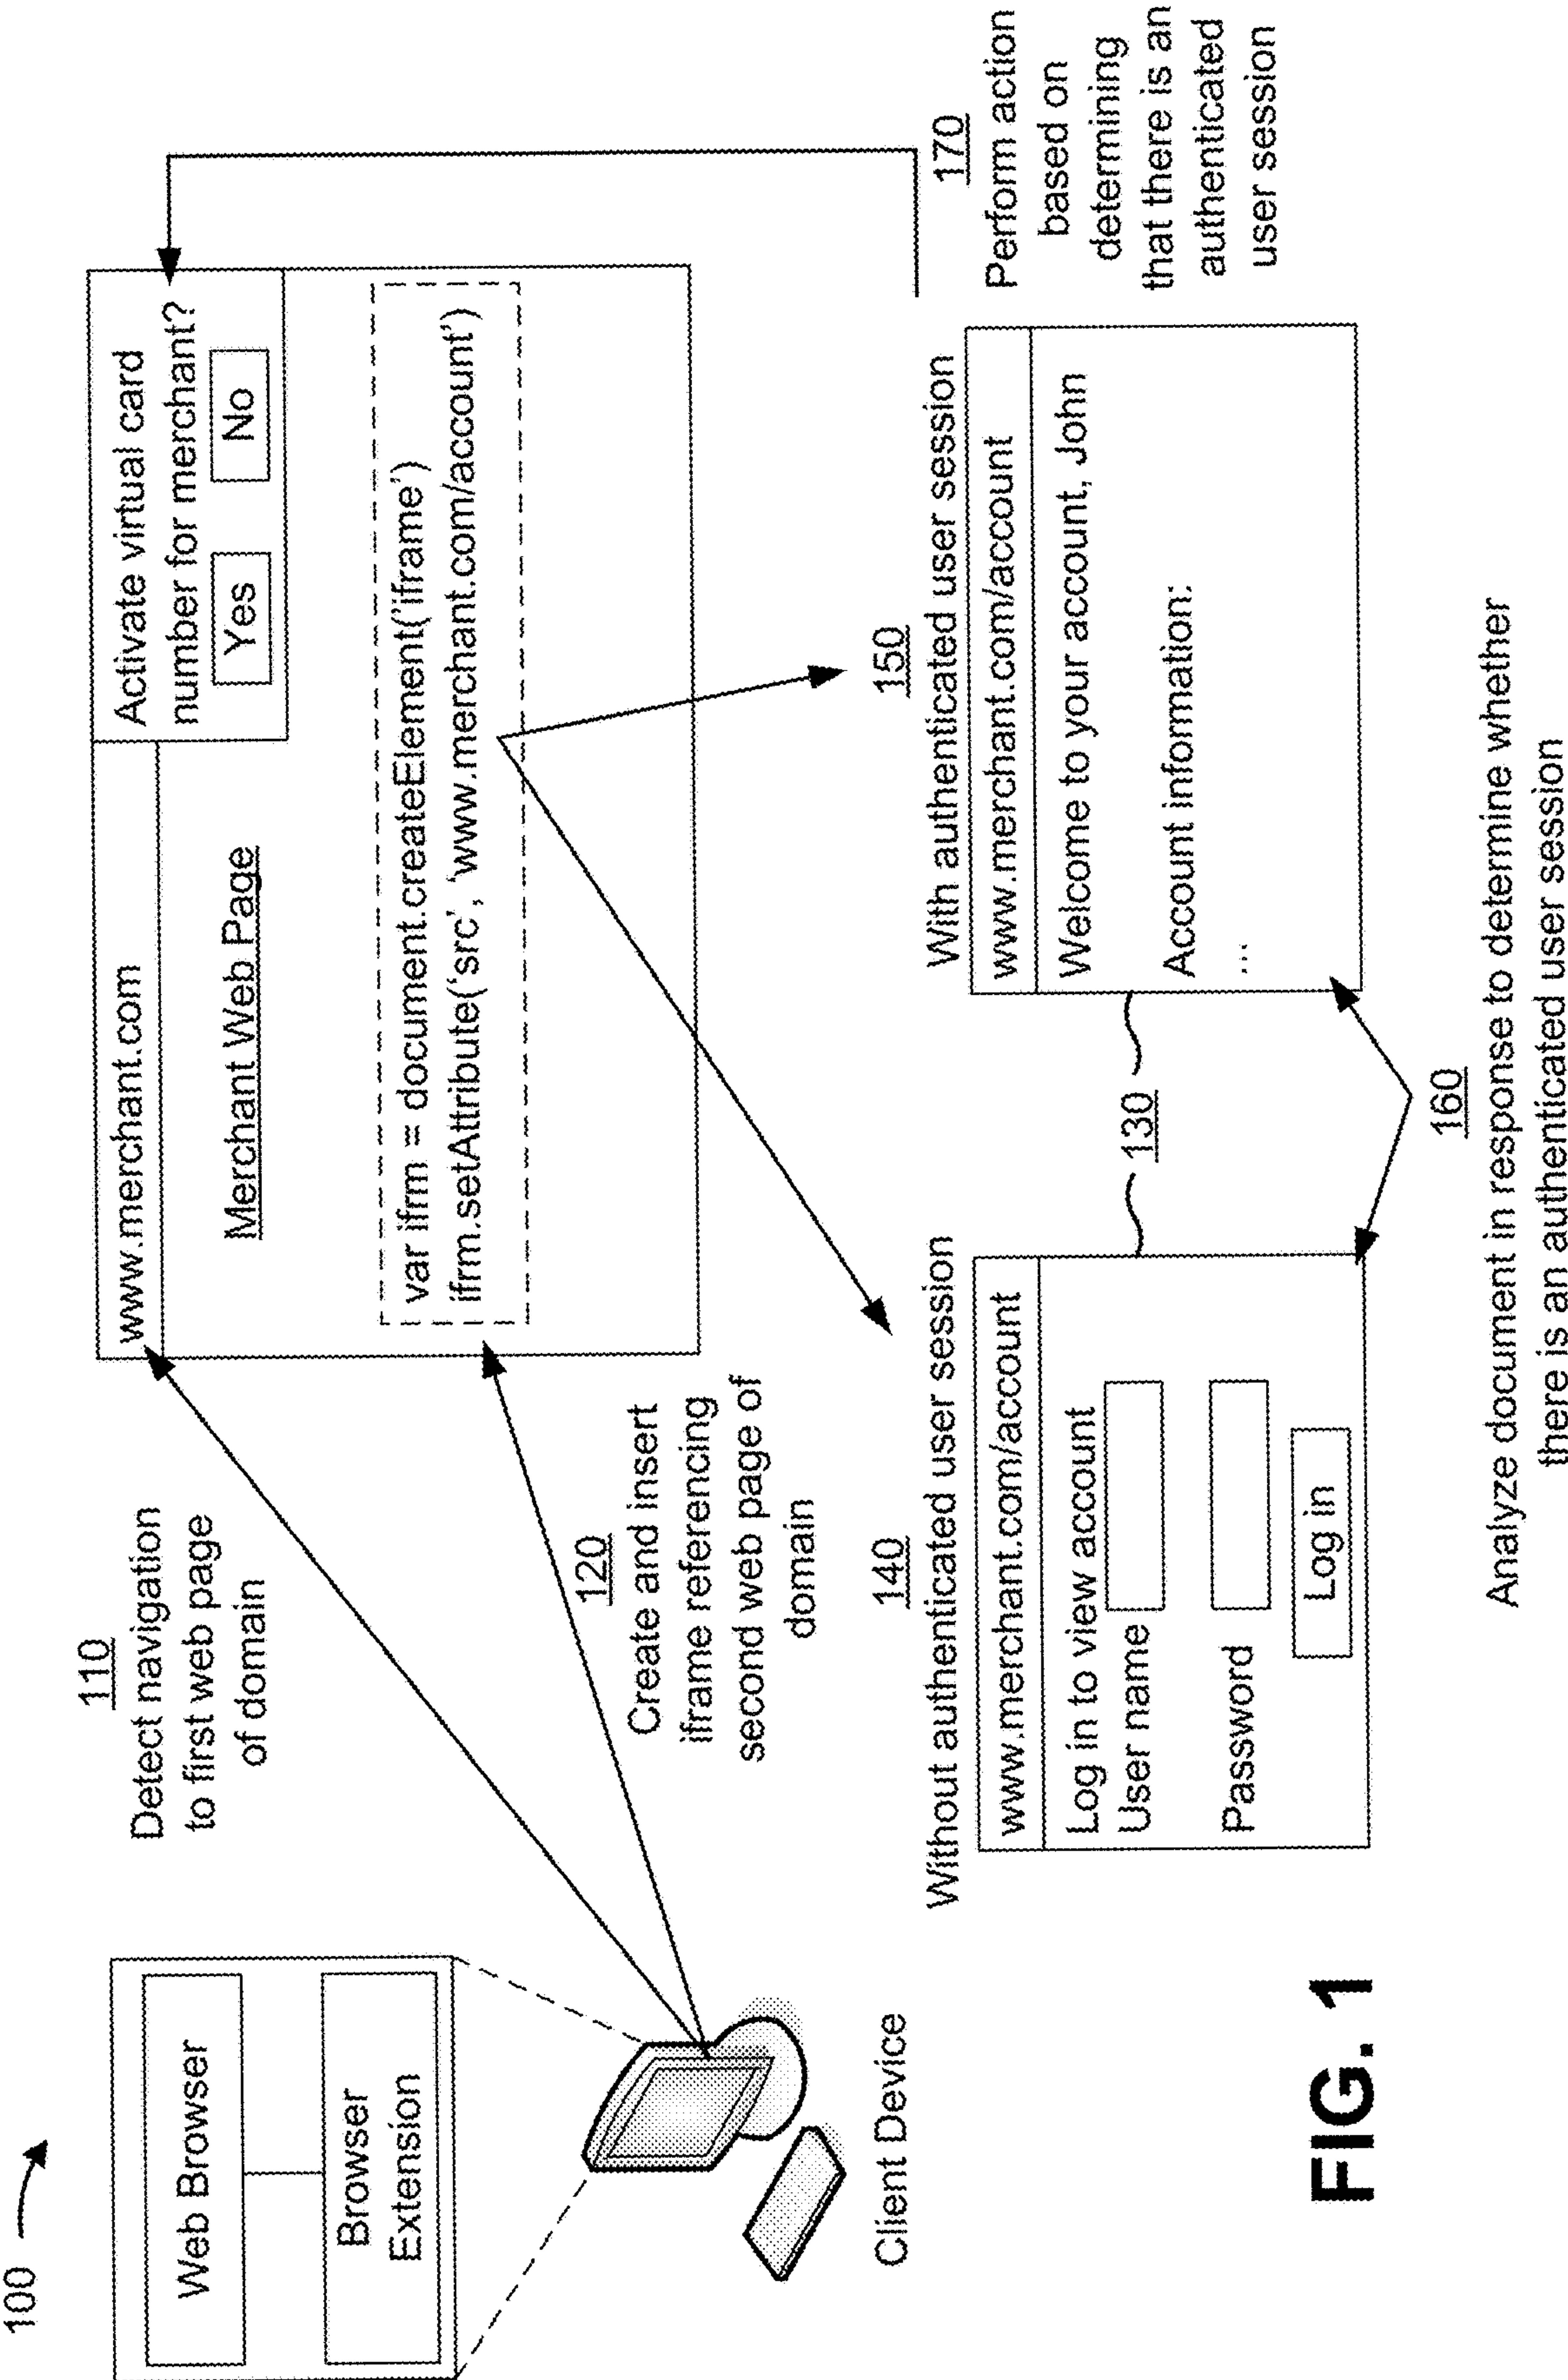 100
Web Browser
Browser
Extension
Client Device
110
Detect navigation
to first web page
of domain
120
Create and insert
iframe referencing
second web page of
domain
www.merchant.com
Activate virtual card
number for merchant?
Yes
No
Merchant Web Page
var ifrm = document.createElement('iframe')
ifrm.setAttribute('src', 'www.merchant.com/account')
140
Without authenticated user session
www.merchant.com/account
Log in to view account
User name
Password
Log in
130
150
With authenticated user session
www.merchant.com/account
Welcome to your account, John
Account information:
...
170
Perform action
based on
determining
that there is an
authenticated
user session
160
Analyze document in response to determine whether
there is an authenticated user session
FIG. 1